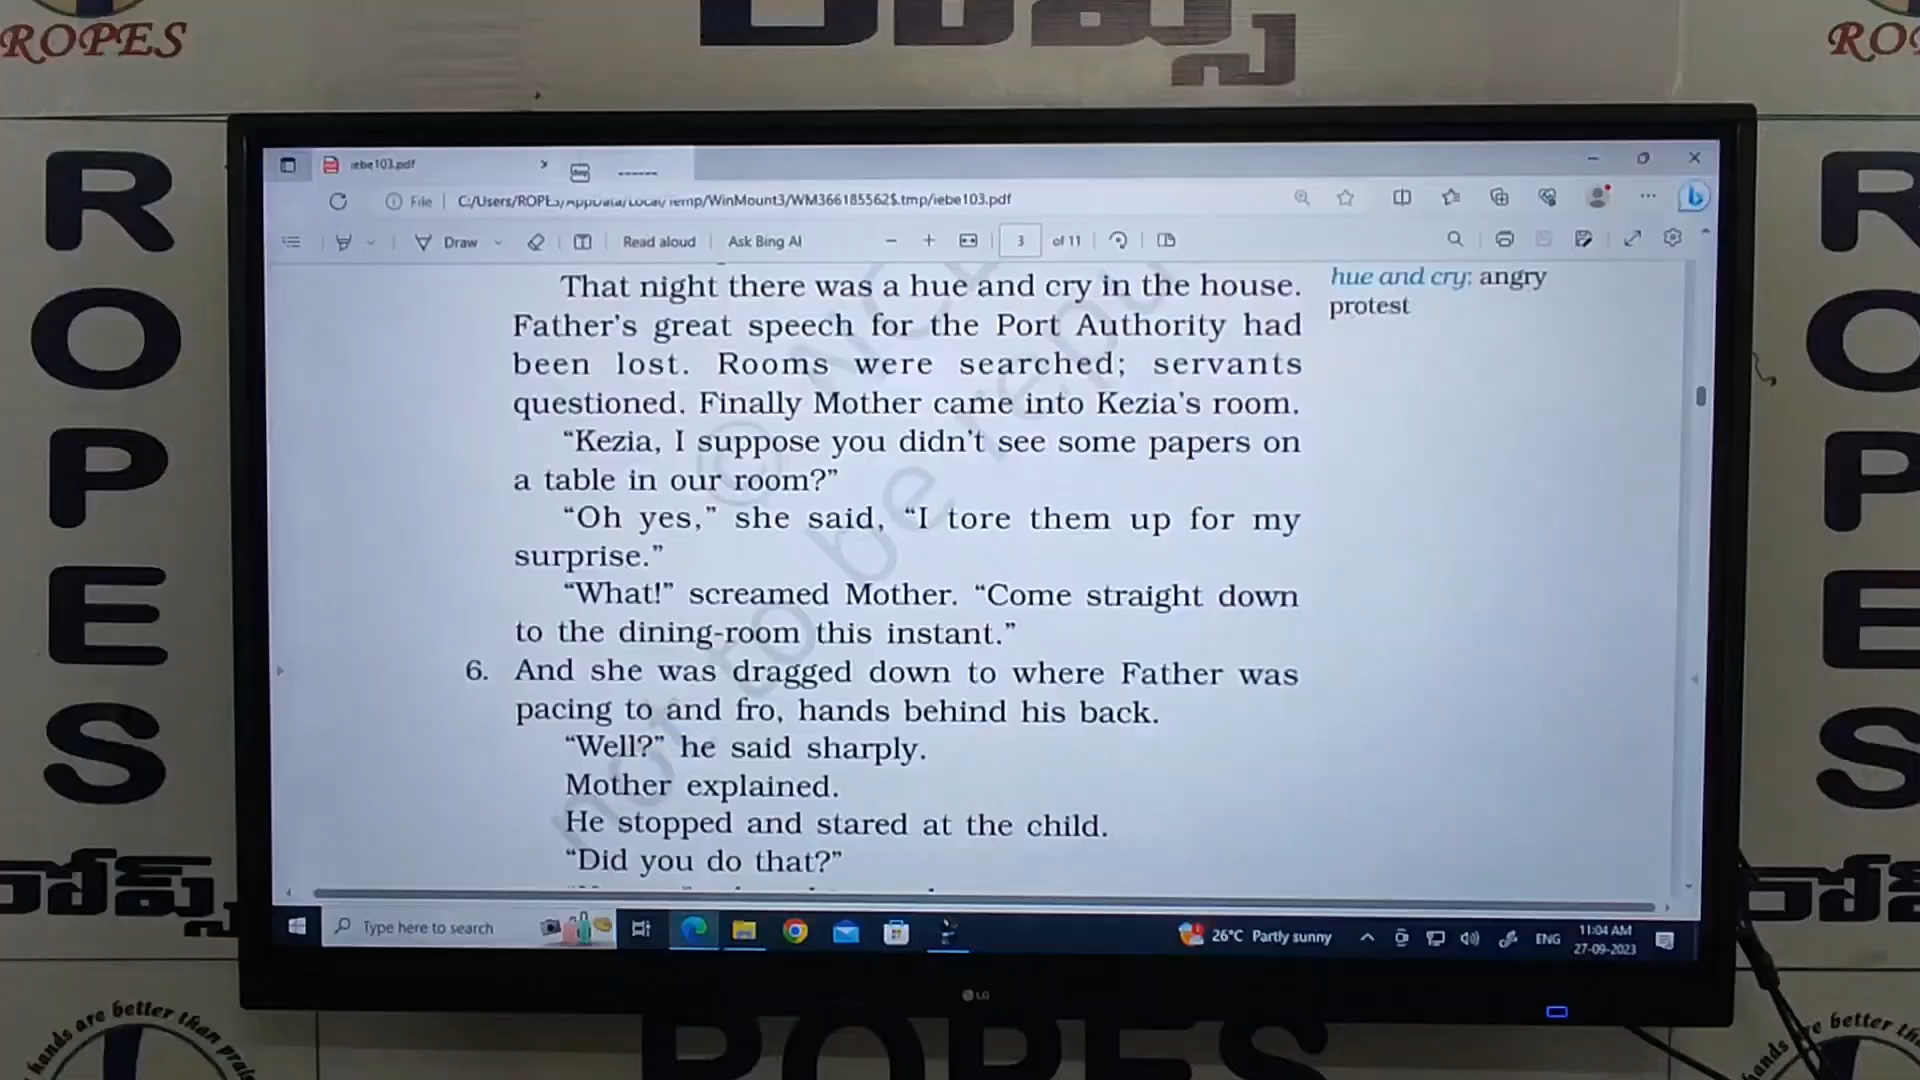 ROPES
రోప్స్
R
O
P
E
S
రోప్స్
hands are better than
iebe103.pdf
File
C:/Users/ROPES/AppData/Local/Temp/WinMount3/WM366185562$.tmp/iebe103.pdf
Draw
Read aloud
Ask Bing AI
3
of 11
That night there was a hue and cry in the house.
Father's great speech for the Port Authority had
been lost. Rooms were searched; servants
questioned. Finally Mother came into Kezia's room.
"Kezia, I suppose you didn't see some papers on
a table in our room?"
"Oh yes," she said, "I tore them up for my
surprise."
"What!" screamed Mother. "Come straight down
to the dining-room this instant."
6. And she was dragged down to where Father was
pacing to and fro, hands behind his back.
"Well?" he said sharply.
Mother explained.
He stopped and stared at the child.
"Did you do that?"
hue and cry: angry
protest
not to be
Type here to search
26°C Partly sunny
ENG
11:04 AM
27-09-2023
LG
ROPES
R
O
P
E
S